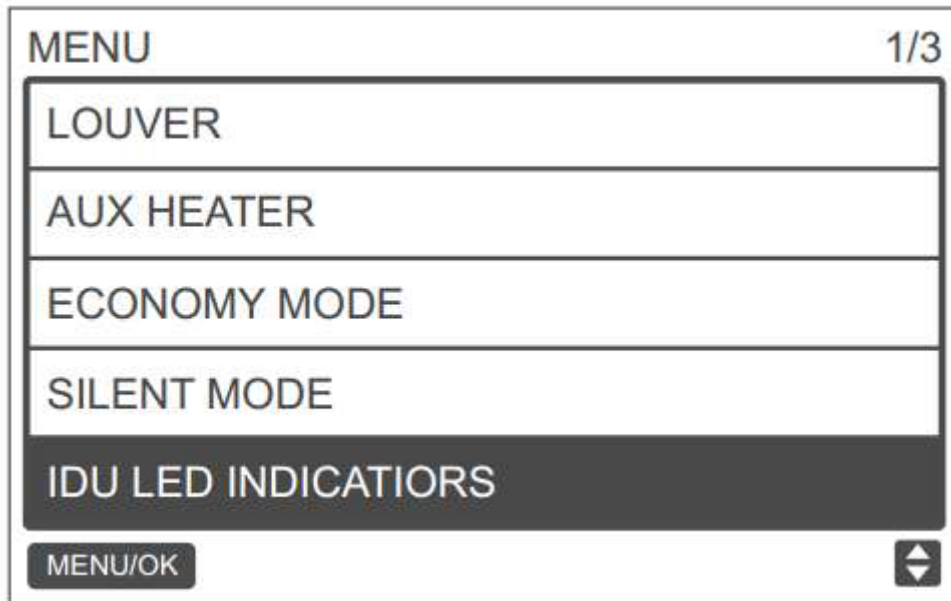 MENU 1/3
LOUVER
AUX HEATER
ECONOMY MODE
SILENT MODE
IDU LED INDICATIORS
MENU/OK